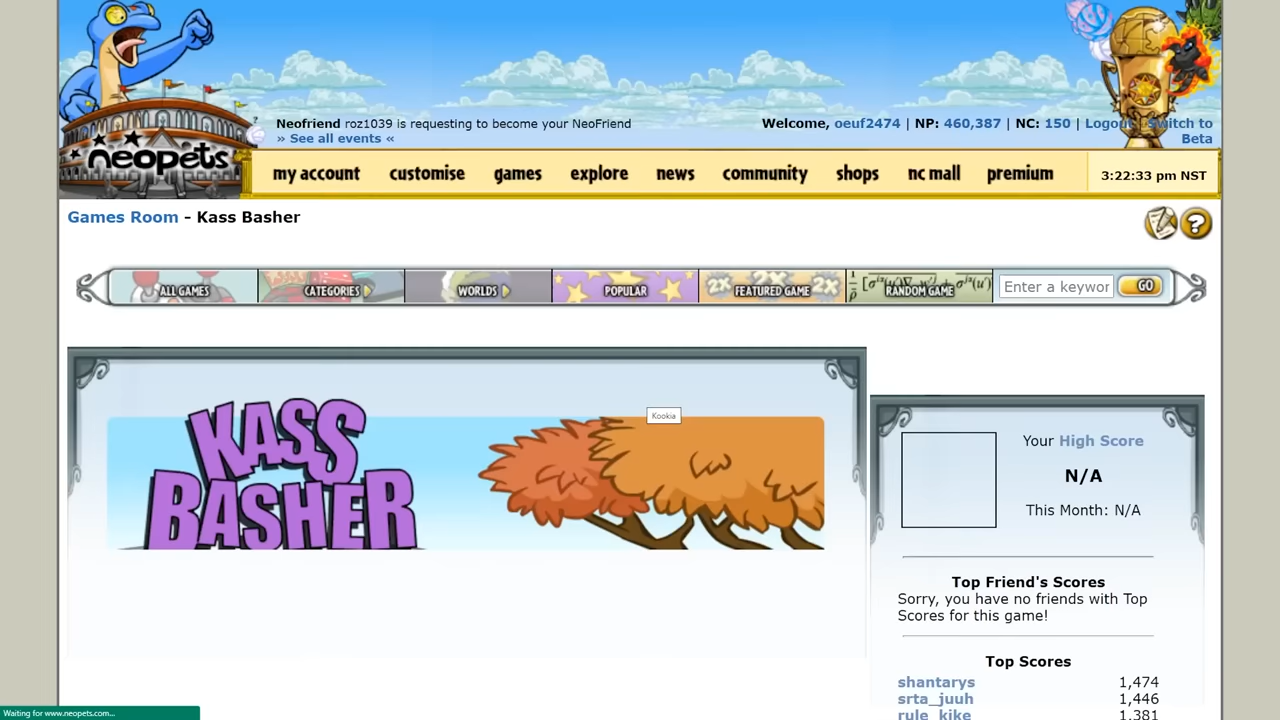 Neofriend roz1039 is requesting to become your NeoFriend
» See all events «
Welcome, oeuf2474 | NP: 460,387 | NC: 150 | Logout | Switch to
Beta
neopets
my account customise games explore news community shops nc mall premium 3:22:33 pm NST
Games Room - Kass Basher
ALL GAMES CATEGORIES WORLDS POPULAR 2X FEATURED GAME 2X RANDOM GAME Enter a keywor GO
KASS
BASHER
Kookia
Your High Score
N/A
This Month: N/A
Top Friend's Scores
Sorry, you have no friends with Top
Scores for this game!
Top Scores
shantarys 1,474
srta_juuh 1,446
rule_kike 1,381
Waiting for www.neopets.com...